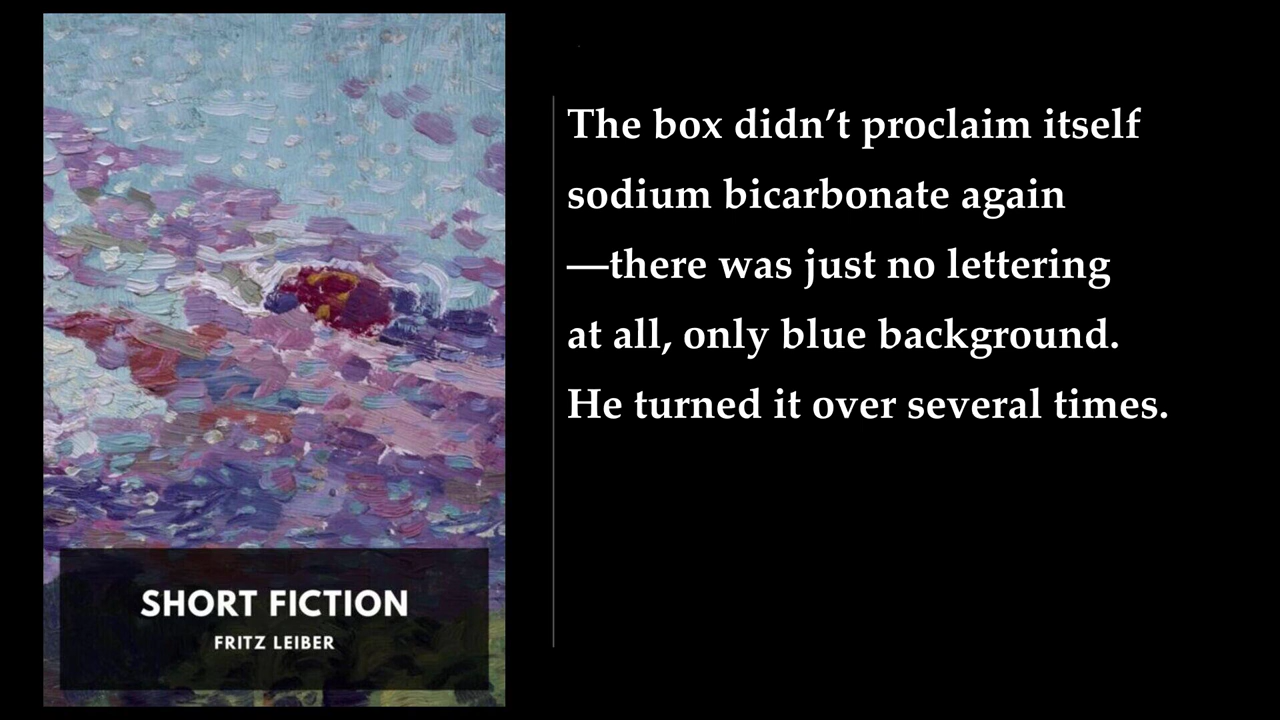 SHORT FICTION
FRITZ LEIBER
The box didn’t proclaim itself
sodium bicarbonate again
—there was just no lettering
at all, only blue background.
He turned it over several times.